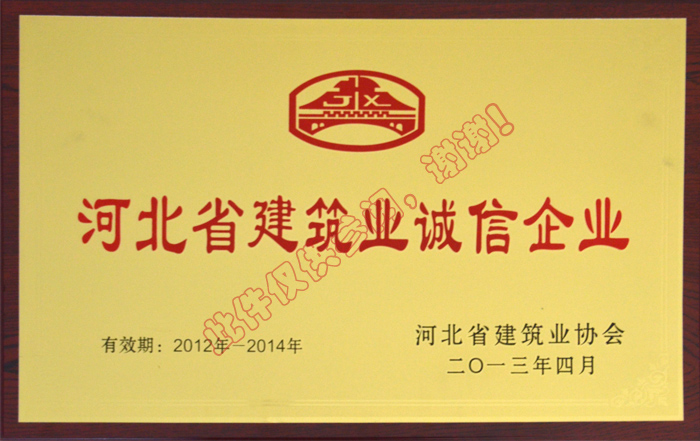 JX
河北省建筑业诚信企业
此件仅供参阅，谢谢！
有效期：2012年—2014年
河北省建筑业协会
二〇一三年四月